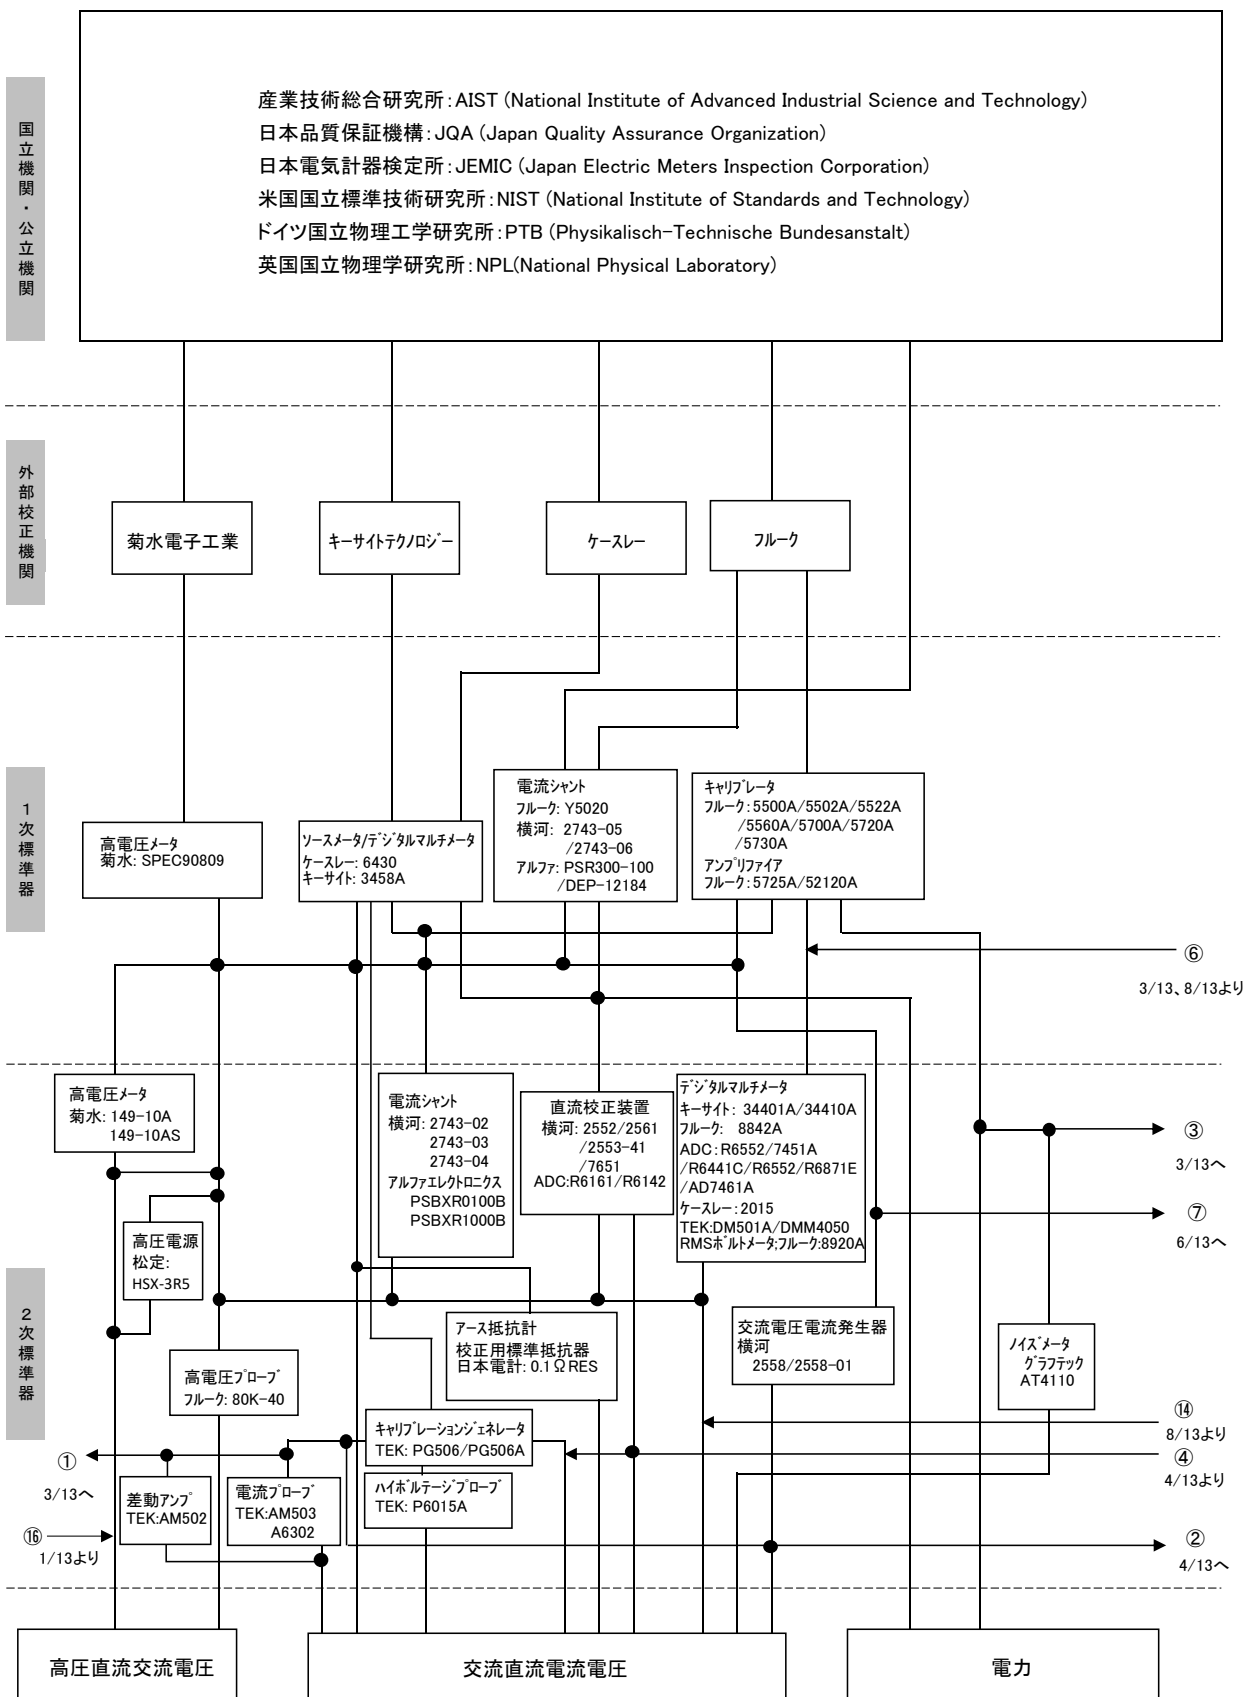 国立機関・公立機関
産業技術総合研究所：AIST (National Institute of Advanced Industrial Science and Technology)
日本品質保証機構：JQA (Japan Quality Assurance Organization)
日本電気計器検定所：JEMIC (Japan Electric Meters Inspection Corporation)
米国国立標準技術研究所：NIST (National Institute of Standards and Technology)
ドイツ国立物理工学研究所：PTB (Physikalisch-Technische Bundesanstalt)
英国国立物理学研究所：NPL(National Physical Laboratory)
外部校正機関
菊水電子工業
キーサイトテクノロジー
ケースレー
フルーク
1次標準器
高電圧メータ
菊水: SPEC90809
ソースメータ/デジタルマルチメータ
ケースレー: 6430
キーサイト: 3458A
電流シャント
フルーク: Y5020
横河: 2743-05
/2743-06
アルファ: PSR300-100
/DEP-12184
キャリブレータ
フルーク: 5500A/5502A/5522A
/5560A/5700A/5720A
/5730A
アンプリファイア
フルーク: 5725A/52120A
⑥
3/13、8/13より
2次標準器
高電圧メータ
菊水: 149-10A
149-10AS
電流シャント
横河: 2743-02
2743-03
2743-04
アルファエレクトロニクス
PSBXR0100B
PSBXR1000B
直流校正装置
横河: 2552/2561
/2553-41
/7651
ADC:R6161/R6142
デジタルマルチメータ
キーサイト: 34401A/34410A
フルーク: 8842A
ADC：R6552/7451A
/R6441C/R6552/R6871E
/AD7461A
ケースレー：2015
TEK:DM501A/DMM4050
RMSボルトメータ;フルーク:8920A
③
3/13へ
⑦
6/13へ
高圧電源
松定:
HSX-3R5
高電圧プローブ
フルーク: 80K-40
アース抵抗計
校正用標準抵抗器
日本電計: 0.1ΩRES
交流電圧電流発生器
横河
2558/2558-01
ノイズメータ
グラフテック
AT4110
キャリブレーションジェネレータ
TEK: PG506/PG506A
⑭
8/13より
①
3/13へ
④
4/13より
差動アンプ
TEK:AM502
電流プローブ
TEK:AM503
A6302
ハイボルテージプローブ
TEK: P6015A
⑯
1/13より
②
4/13へ
高圧直流交流電圧
交流直流電流電圧
電力